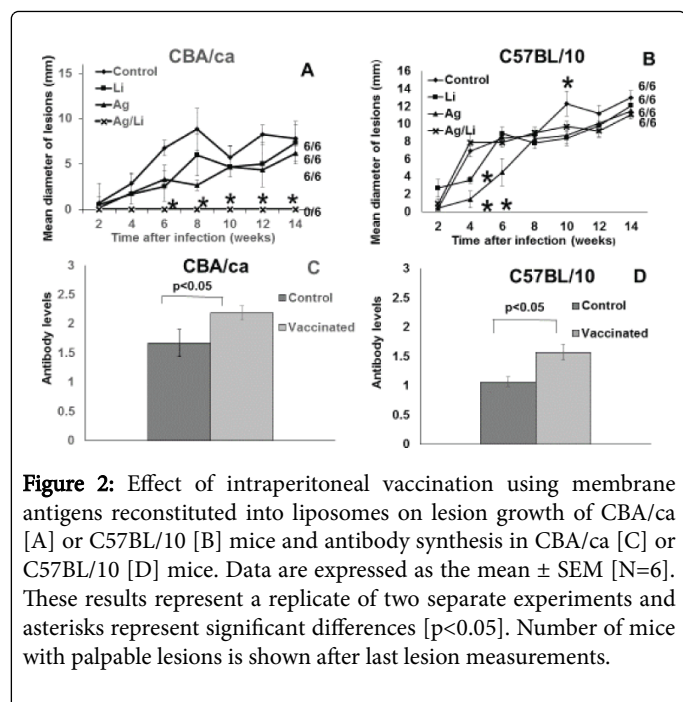 CBA/ca
A
Mean diameter of lesions (mm)
15
10
5
0
Control
Li
Ag
Ag/Li
6/6
6/6
6/6
0/6
* * * * *
2 4 6 8 10 12 14
Time after infection (weeks)
C57BL/10
B
Mean diameter of lesions (mm)
16
14
12
10
8
6
4
2
0
Control
Li
Ag
Ag/Li
*
* 
* *
6/6
6/6
6/6
6/6
2 4 6 8 10 12 14
Time after infection (weeks)
CBA/ca
C
Antibody levels
3
2.5
2
1.5
1
0.5
0
p<0.05
Control
Vaccinated
C57BL/10
D
Antibody levels
3
2.5
2
1.5
1
0.5
0
p<0.05
Control
Vaccinated
Figure 2: Effect of intraperitoneal vaccination using membrane
antigens reconstituted into liposomes on lesion growth of CBA/ca
[A] or C57BL/10 [B] mice and antibody synthesis in CBA/ca [C] or
C57BL/10 [D] mice. Data are expressed as the mean ± SEM [N=6].
These results represent a replicate of two separate experiments and
asterisks represent significant differences [p<0.05]. Number of mice
with palpable lesions is shown after last lesion measurements.